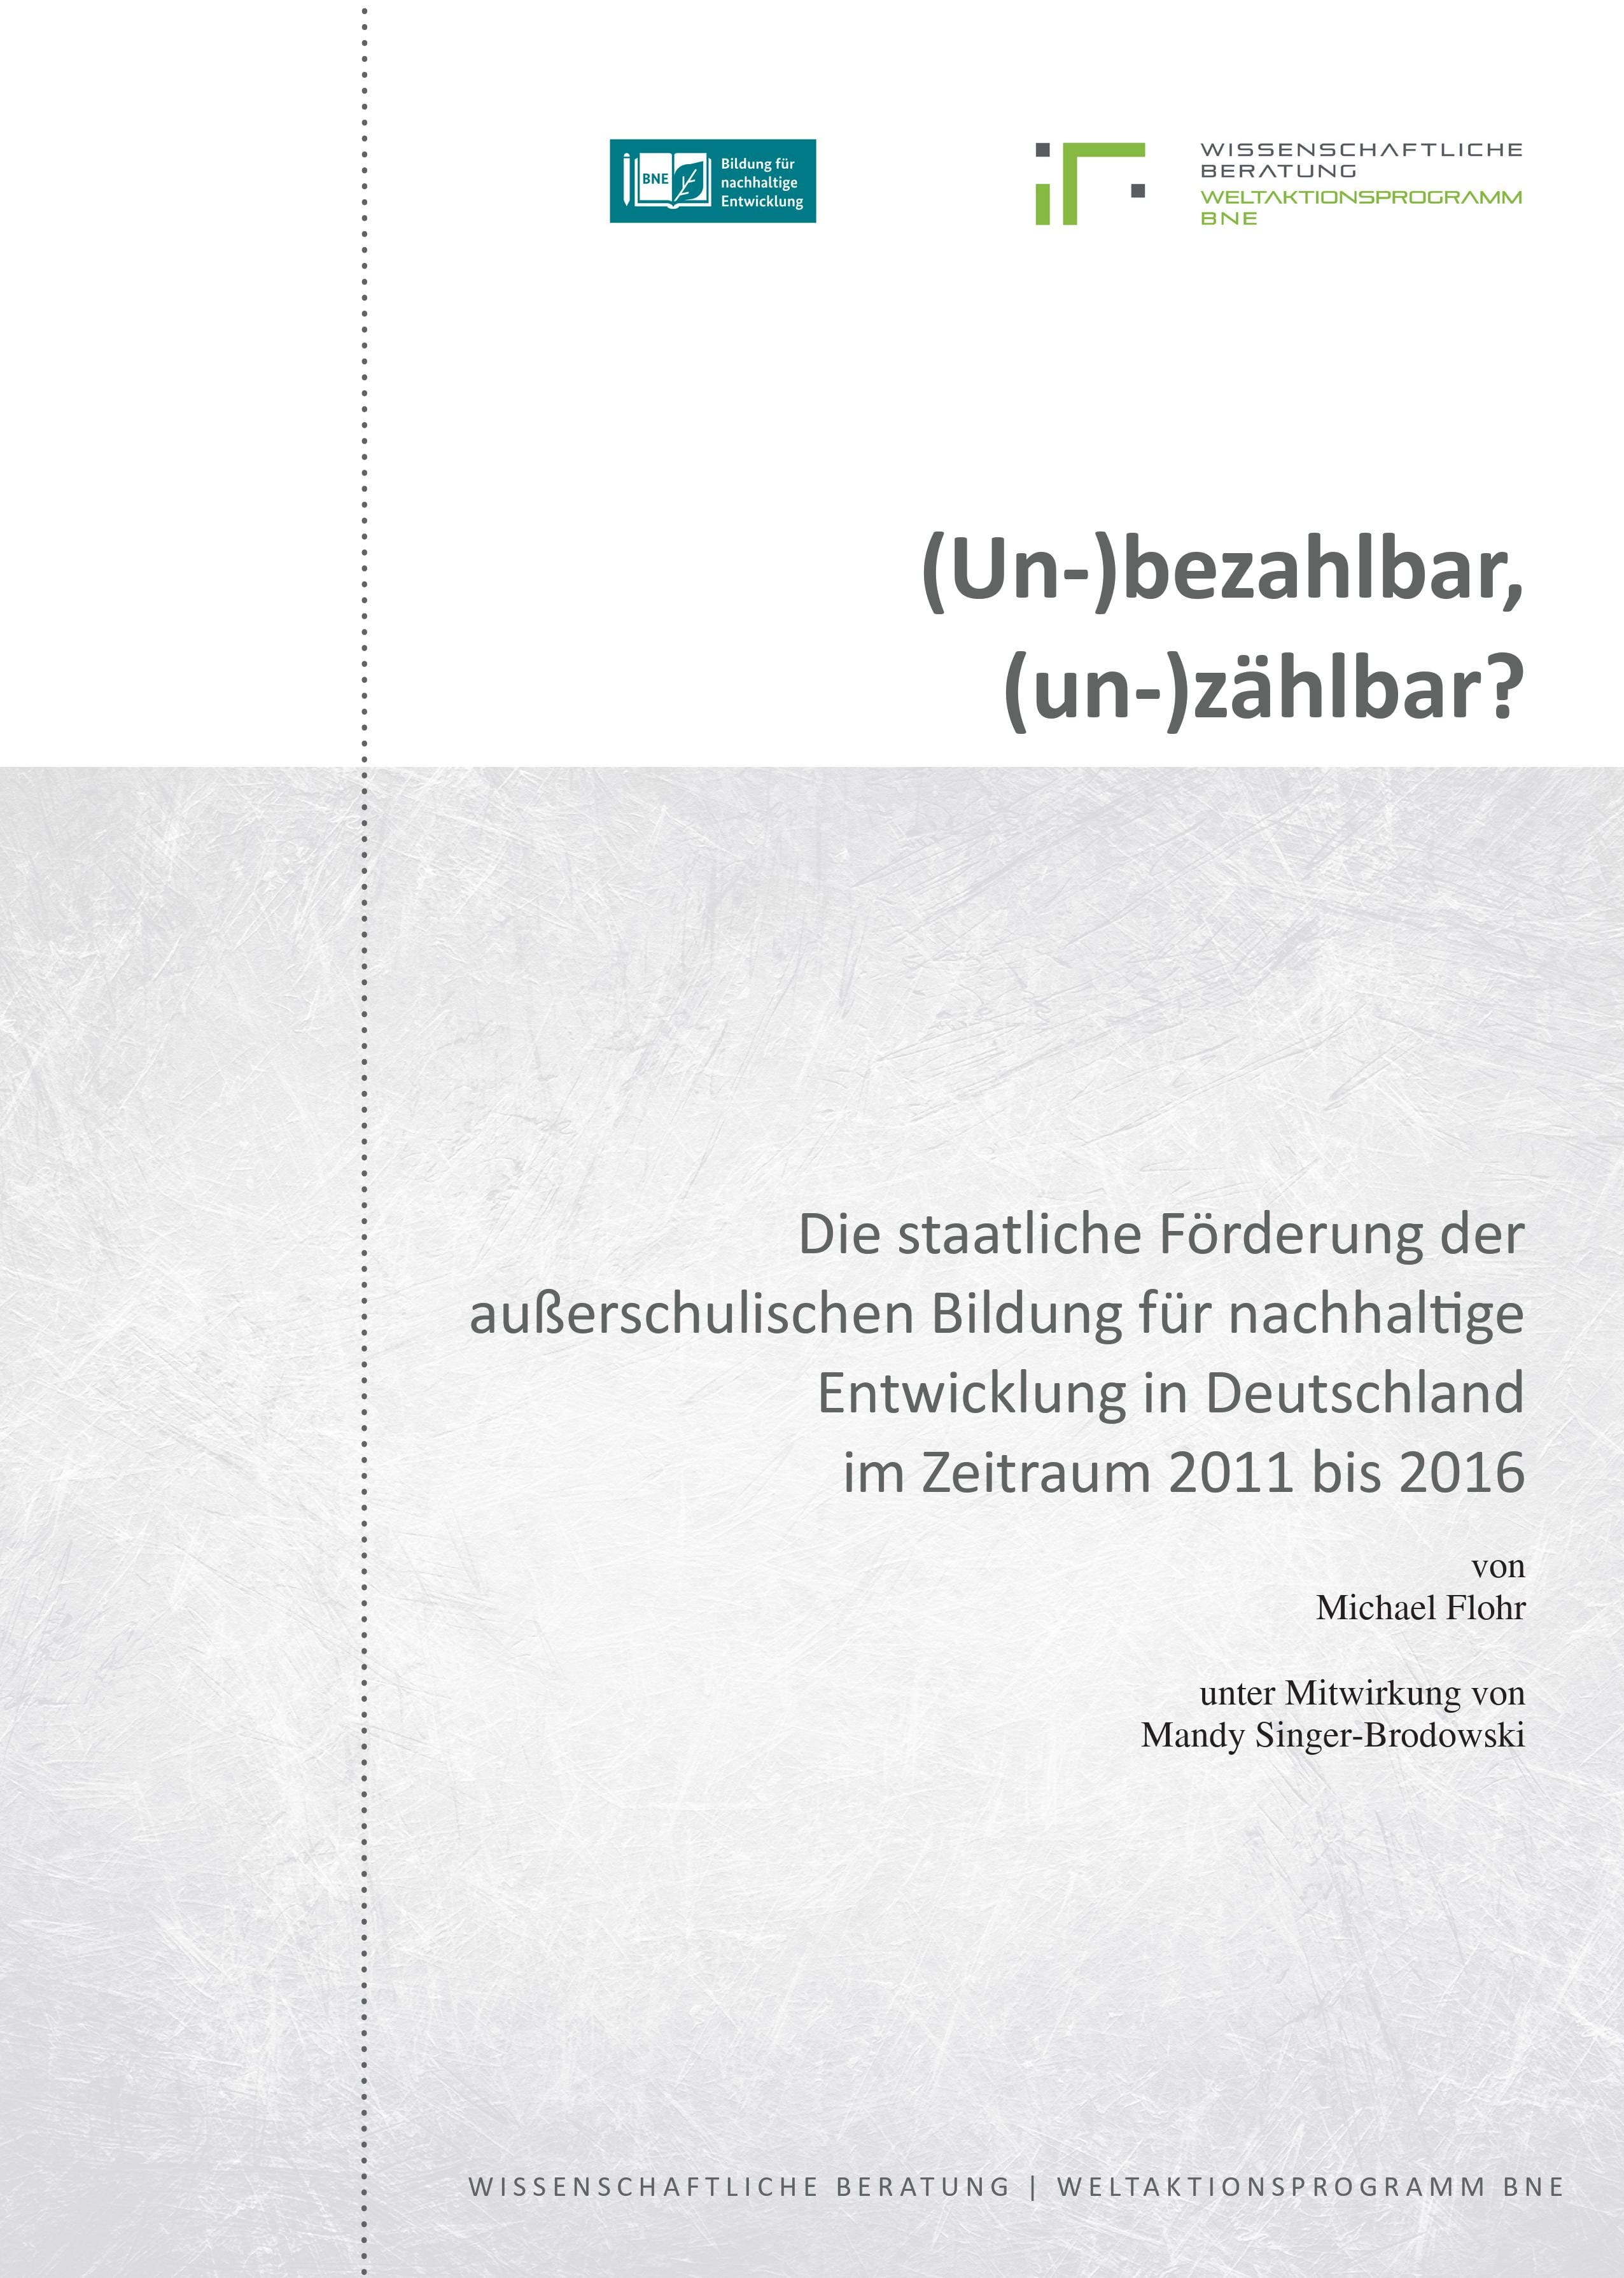 BNE
Bildung für
nachhaltige
Entwicklung
WISSENSCHAFTLICHE
BERATUNG
WELTAKTIONSPROGRAMM
BNE
(Un-)bezahlbar,
(un-)zählbar?
Die staatliche Förderung der
außerschulischen Bildung für nachhaltige
Entwicklung in Deutschland
im Zeitraum 2011 bis 2016
von
Michael Flohr
unter Mitwirkung von
Mandy Singer-Brodowski
WISSENSCHAFTLICHE BERATUNG | WELTAKTIONSPROGRAMM BNE